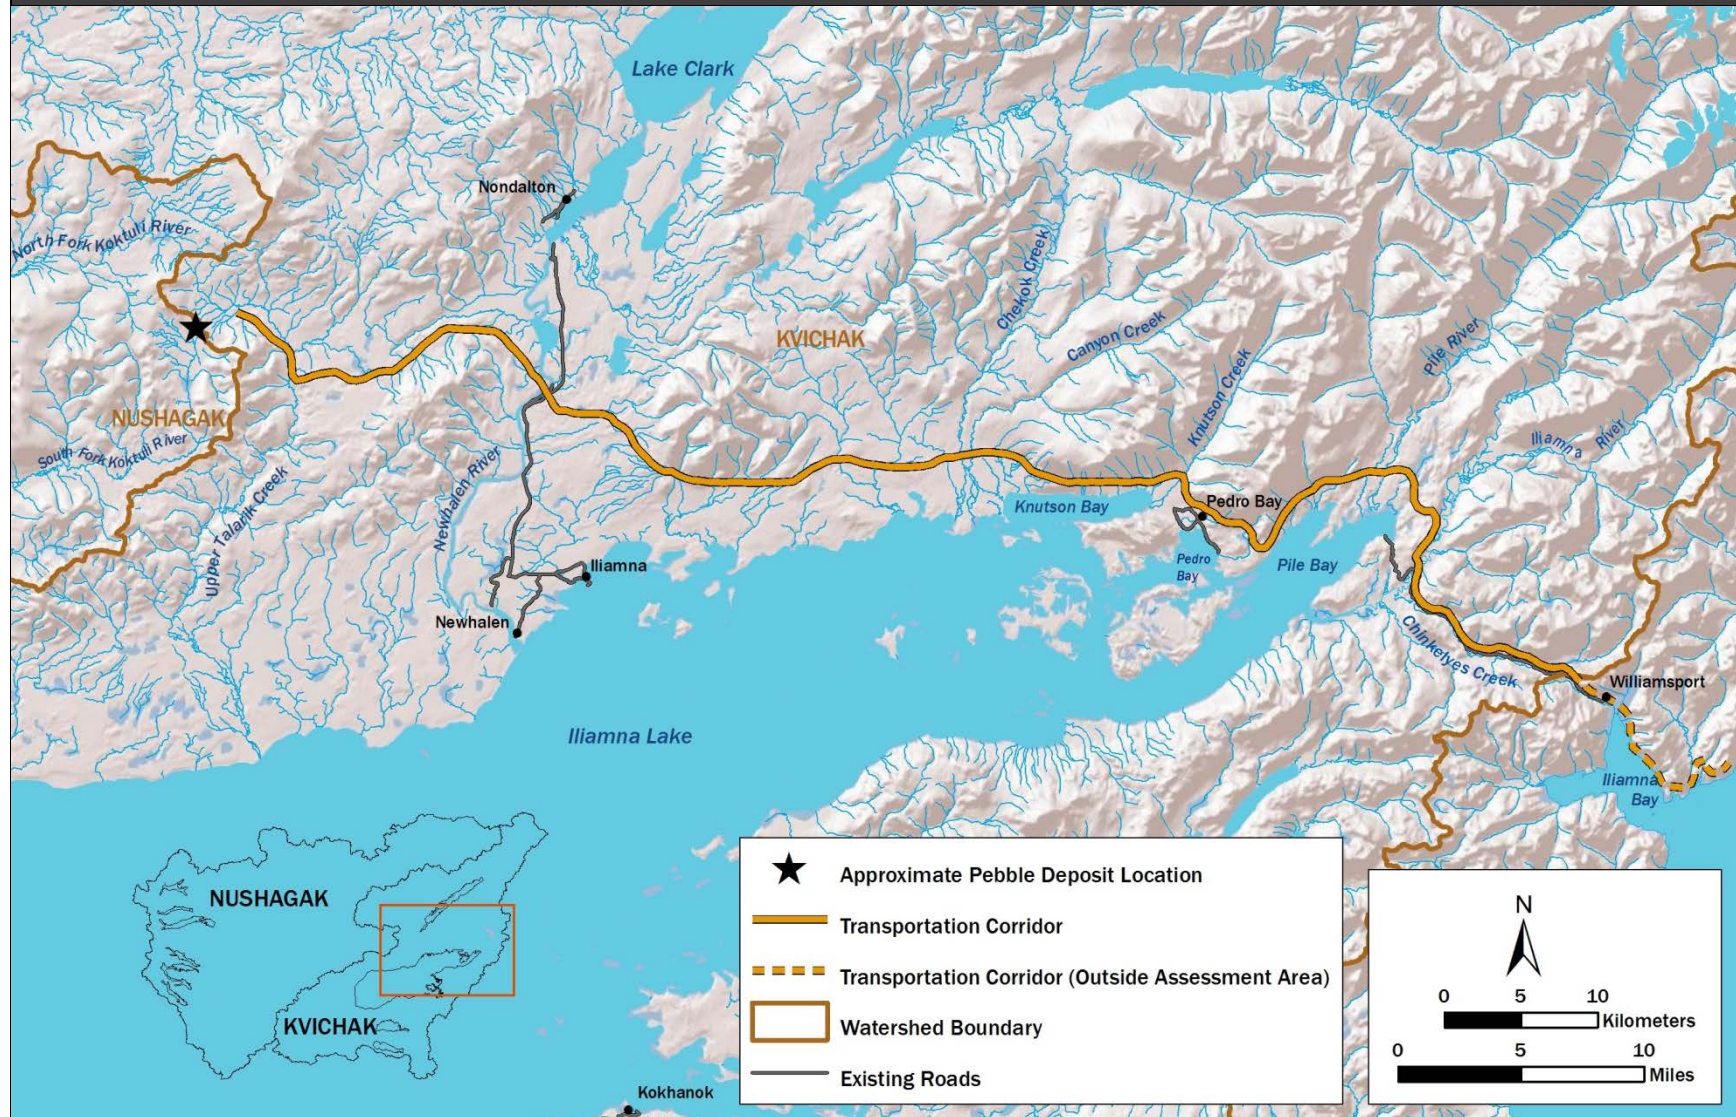 Lake Clark
Nondalton
North Fork Koktuli River
Chekok Creek
KVICHAK
Canyon Creek
Pile River
Knutson Creek
NUSHAGAK
South Fork Koktuli River
Iliamna River
Upper Talarik Creek
Newhalen River
Knutson Bay
Pedro Bay
Pedro
Bay
Pile Bay
Iliamna
Newhalen
Chinkelyes Creek
Williamsport
Iliamna Lake
Iliamna
Bay
NUSHAGAK
KVICHAK
Kokhanok
Approximate Pebble Deposit Location
Transportation Corridor
Transportation Corridor (Outside Assessment Area)
Watershed Boundary
Existing Roads
N
0 5 10
Kilometers
0 5 10
Miles